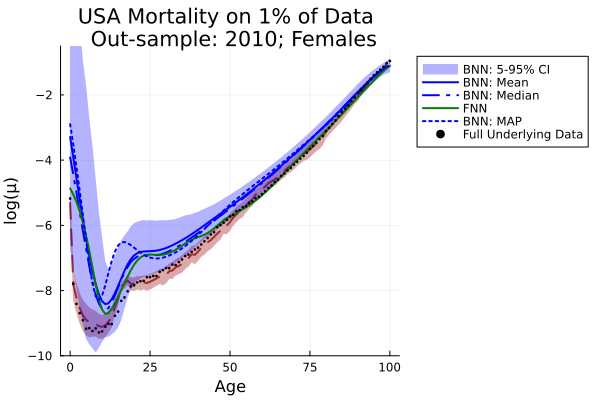 USA Mortality on 1% of Data
Out-sample: 2010; Females
BNN: 5-95% CI
BNN: Mean
BNN: Median
FNN
BNN: MAP
Full Underlying Data
log(μ)
−2
−4
−6
−8
−10
0
25
50
75
100
Age